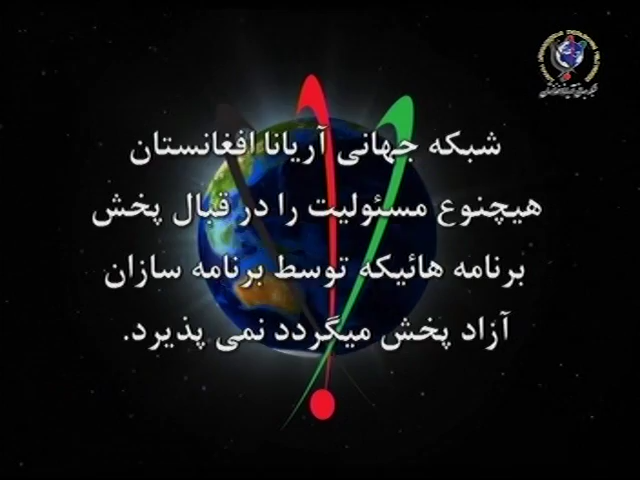 شبکه جهانی آریانا افغانستان
هیچنوع مسئولیت را در قبال پخش
برنامه هائیکه توسط برنامه سازان
آزاد پخش میگردد نمی پذیرد.